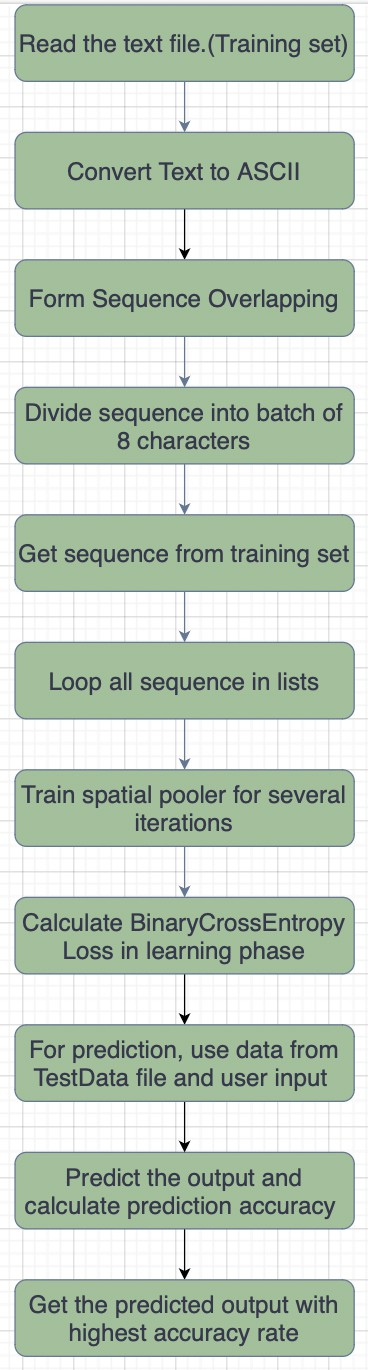 Read the text file.(Training set)
Convert Text to ASCII
Form Sequence Overlapping
Divide sequence into batch of
8 characters
Get sequence from training set
Loop all sequence in lists
Train spatial pooler for several
iterations
Calculate BinaryCrossEntropy
Loss in learning phase
For prediction, use data from
TestData file and user input
Predict the output and
calculate prediction accuracy
Get the predicted output with
highest accuracy rate